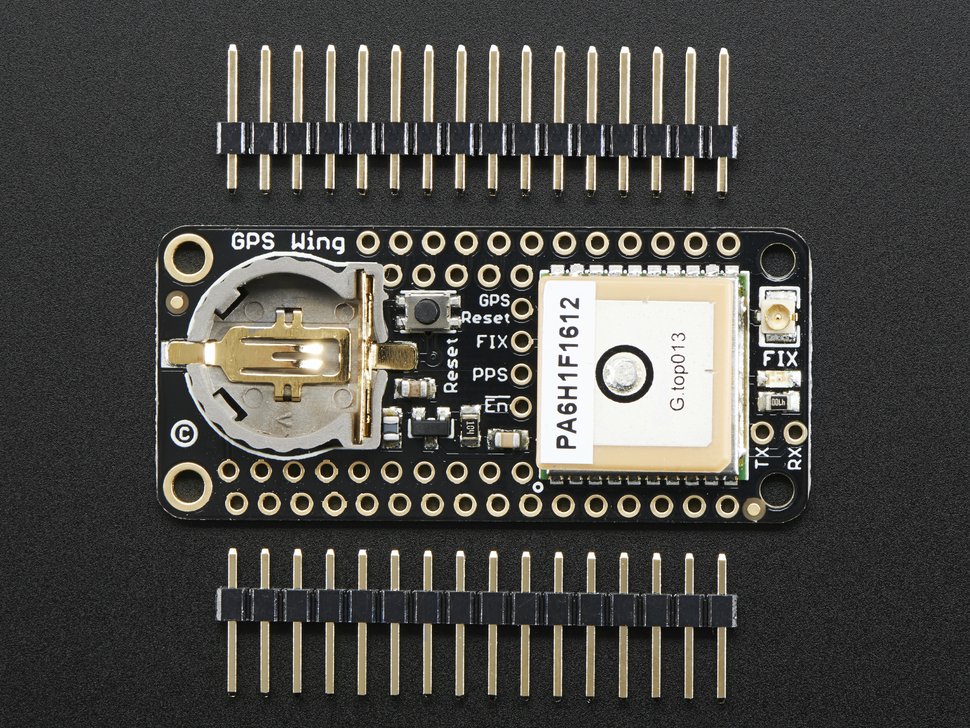 GPS Wing
GPS
Reset
FIX
PPS
En
Reset
PA6H1F1612
G.top013
FIX
TX
RX
©